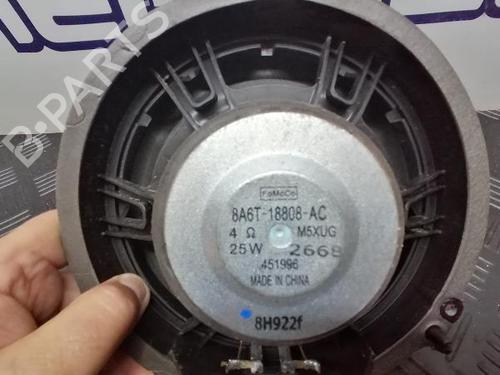 B-PARTS
FoMoCo
8A6T-18808-AC
4 Ω M5XUG
25W 2668
451996
MADE IN CHINA
8H922f